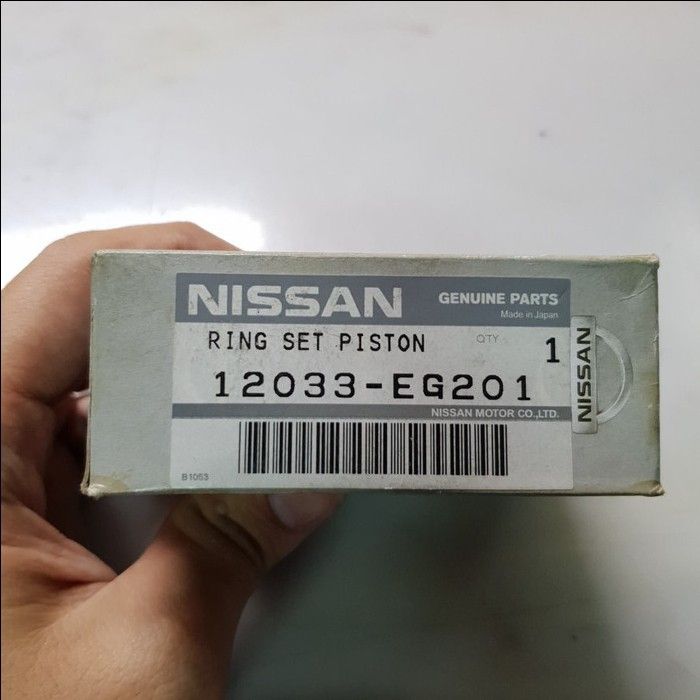 NISSAN GENUINE PARTS
Made in Japan
RING SET PISTON QTY 1
12033-EG201
NISSAN MOTOR CO.,LTD.
B1053
NISSAN